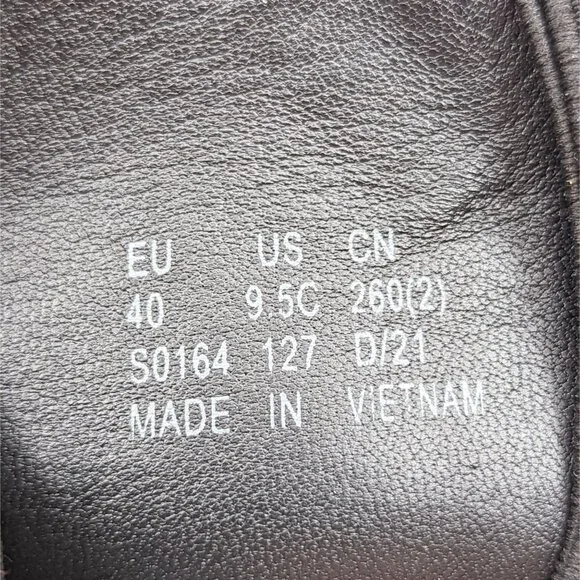 EU US CN
40 9.5C 260(2)
S0164 127 D/21
MADE IN VIETNAM